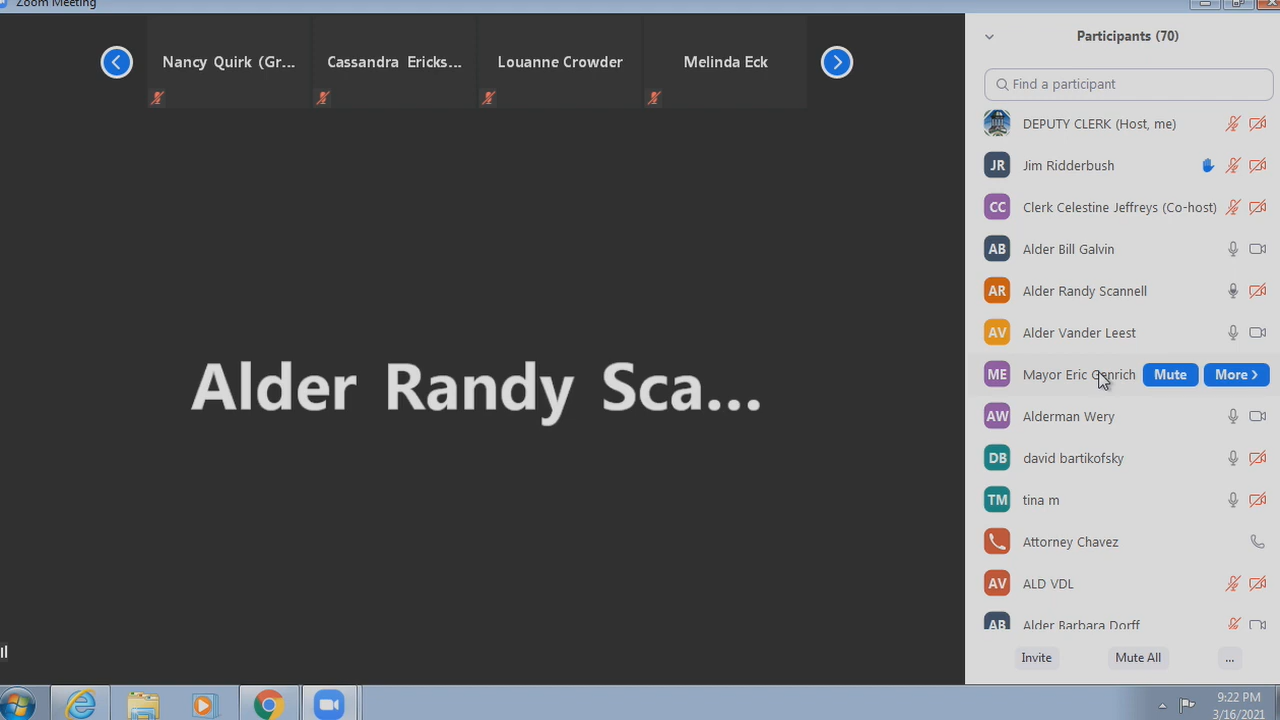 Zoom Meeting
Nancy Quirk (Gr...
Cassandra Ericks...
Louanne Crowder
Melinda Eck
Alder Randy Sca...
Participants (70)
Find a participant
DEPUTY CLERK (Host, me)
JR Jim Ridderbush
CC Clerk Celestine Jeffreys (Co-host)
AB Alder Bill Galvin
AR Alder Randy Scannell
AV Alder Vander Leest
ME Mayor Eric Genrich Mute More
AW Alderman Wery
DB david bartikofsky
TM tina m
Attorney Chavez
AV ALD VDL
AB Alder Barbara Dorff
Invite Mute All ...
9:22 PM
3/16/2021